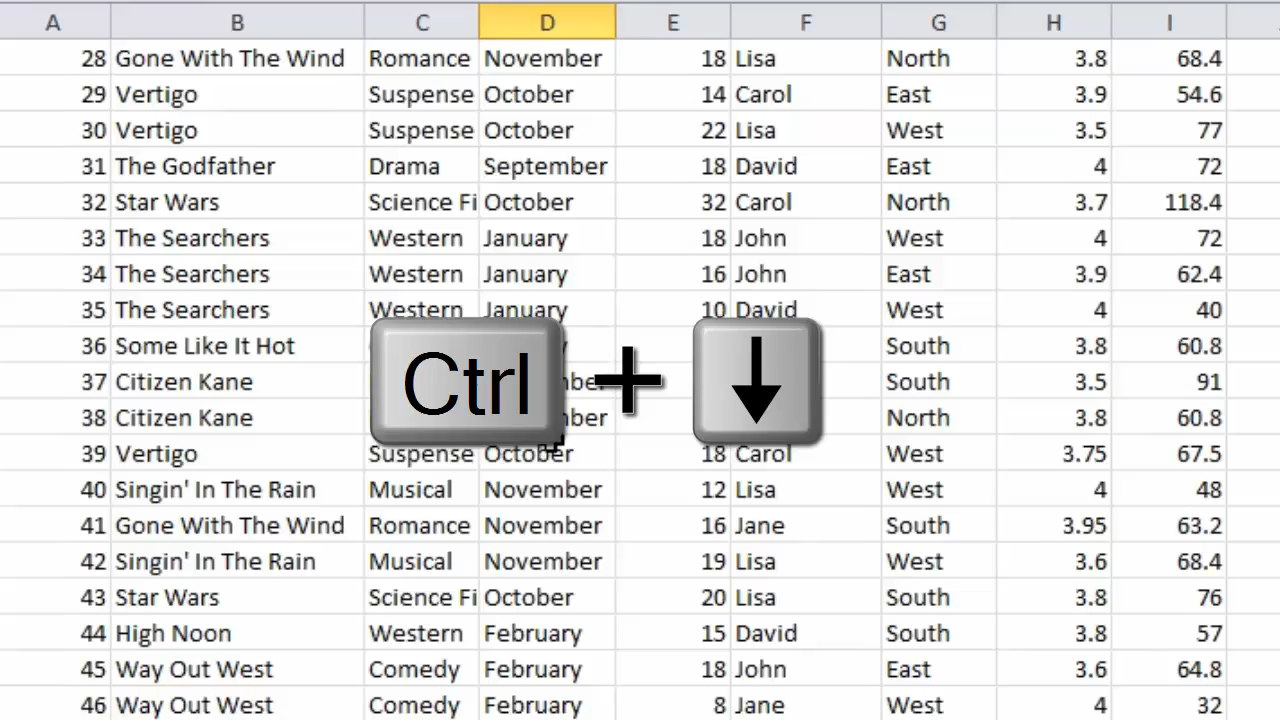 A B C D E F G H I
28 Gone With The Wind Romance November 18 Lisa North 3.8 68.4
29 Vertigo Suspense October 14 Carol East 3.9 54.6
30 Vertigo Suspense October 22 Lisa West 3.5 77
31 The Godfather Drama September 18 David East 4 72
32 Star Wars Science Fi October 32 Carol North 3.7 118.4
33 The Searchers Western January 18 John West 4 72
34 The Searchers Western January 16 John East 3.9 62.4
35 The Searchers Western January 10 David West 4 40
36 Some Like It Hot South 3.8 60.8
37 Citizen Kane South 3.5 91
38 Citizen Kane North 3.8 60.8
Ctrl + ↓
39 Vertigo Suspense October 18 Carol West 3.75 67.5
40 Singin' In The Rain Musical November 12 Lisa West 4 48
41 Gone With The Wind Romance November 16 Jane South 3.95 63.2
42 Singin' In The Rain Musical November 19 Lisa West 3.6 68.4
43 Star Wars Science Fi October 20 Lisa South 3.8 76
44 High Noon Western February 15 David South 3.8 57
45 Way Out West Comedy February 18 John East 3.6 64.8
46 Way Out West Comedy February 8 Jane West 4 32